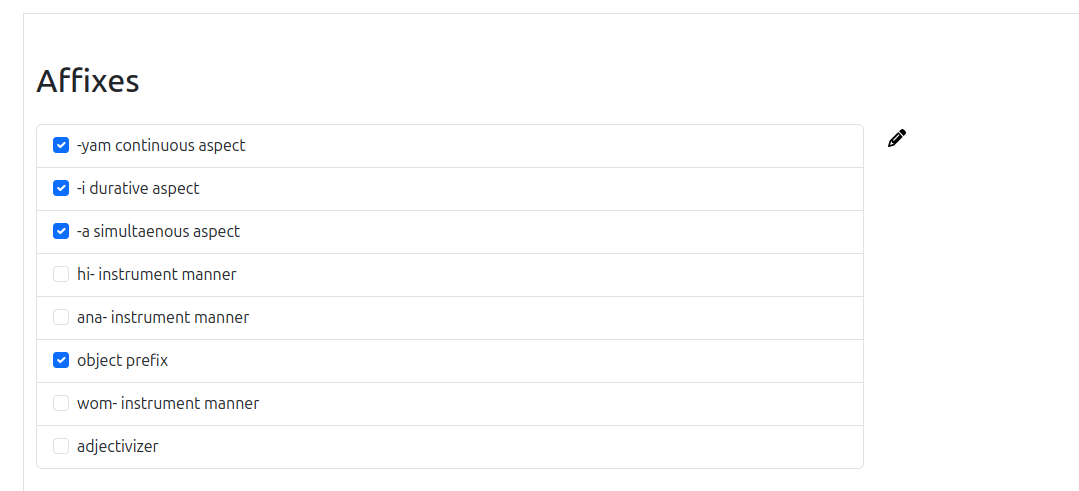 Affixes
-yam continuous aspect
-i durative aspect
-a simultaenous aspect
hi- instrument manner
ana- instrument manner
object prefix
wom- instrument manner
adjectivizer